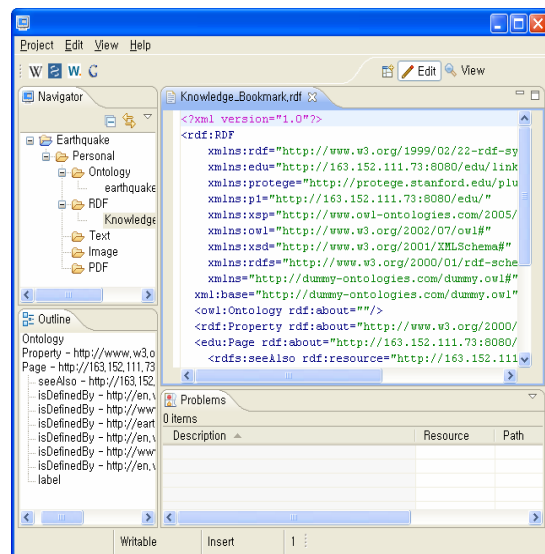 Project Edit View Help
W W. Edit View
Navigator
Earthquake
Personal
Ontology
earthquake
RDF
Knowledge
Text
Image
PDF
Knowledge_Bookmark.rdf
<?xml version="1.0"?>
<rdf:RDF
xmlns:rdf="http://www.w3.org/1999/02/22-rdf-sy
xmlns:edu="http://163.152.111.73:8080/edu/link
xmlns:protege="http://protege.stanford.edu/plu
xmlns:p1="http://163.152.111.73:8080/edu/"
xmlns:xsp="http://www.owl-ontologies.com/2005/
xmlns:owl="http://www.w3.org/2002/07/owl#"
xmlns:xsd="http://www.w3.org/2001/XMLSchema#"
xmlns:rdfs="http://www.w3.org/2000/01/rdf-sche
xmlns="http://dummy-ontologies.com/dummy.owl#"
xml:base="http://dummy-ontologies.com/dummy.owl"
<owl:Ontology rdf:about=""/>
<rdf:Property rdf:about="http://www.w3.org/2000/
<edu:Page rdf:about="http://163.152.111.73:8080/
<rdfs:seeAlso rdf:resource="http://163.152.111
Outline
Ontology
Property - http://www.w3.o
Page - http://163.152.111.73
seeAlso - http://163.152.
isDefinedBy - http://en.w
isDefinedBy - http://www
isDefinedBy - http://eart
isDefinedBy - http://en.w
isDefinedBy - http://www
isDefinedBy - http://en.w
label
Problems
0 items
Description Resource Path
Writable Insert 1 :